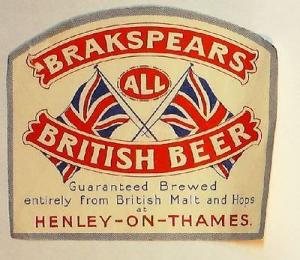 BRAKSPEARS
ALL
BRITISH BEER
Guaranteed Brewed
entirely from British Malt and Hops
at
HENLEY-ON-THAMES.